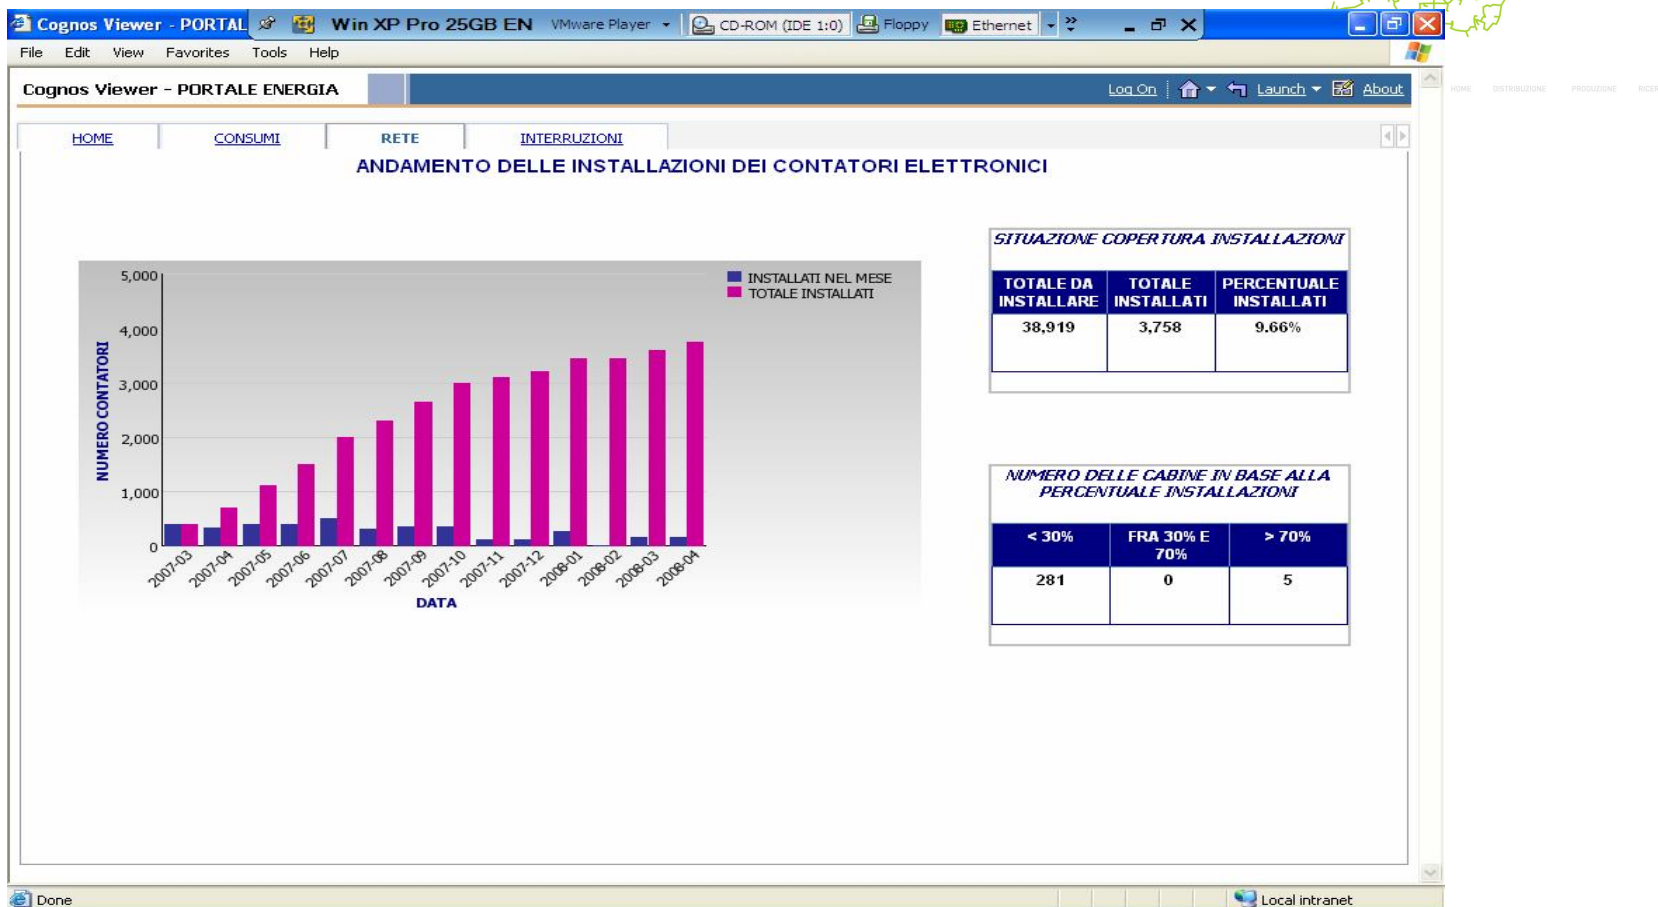 Cognos Viewer - PORTAL
Win XP Pro 25GB EN
VMware Player
CD-ROM (IDE 1:0)
Floppy
Ethernet
File Edit View Favorites Tools Help
Cognos Viewer - PORTALE ENERGIA
Log On
Launch
About
HOME DISTRIBUZIONE PRODUZIONE
HOME
CONSUMI
RETE
INTERRUZIONI
ANDAMENTO DELLE INSTALLAZIONI DEI CONTATORI ELETTRONICI
NUMERO CONTATORI
5,000
4,000
3,000
2,000
1,000
0
INSTALLATI NEL MESE
TOTALE INSTALLATI
2007-03
2007-04
2007-05
2007-06
2007-07
2007-08
2007-09
2007-10
2007-11
2007-12
2008-01
2008-02
2008-03
2008-04
DATA
SITUAZIONE COPERTURA INSTALLAZIONI
TOTALE DA INSTALLARE
TOTALE INSTALLATI
PERCENTUALE INSTALLATI
38,919 3,758 9.66%
NUMERO DELLE CABINE IN BASE ALLA
PERCENTUALE INSTALLAZIONI
< 30%
FRA 30% E 70%
> 70%
281 0 5
Done
Local intranet